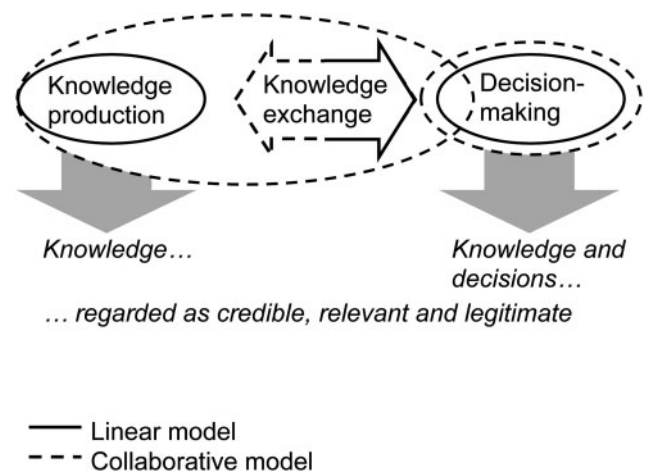 Knowledge
production
Knowledge
exchange
Decision-
making
Knowledge…
Knowledge and
decisions…
… regarded as credible, relevant and legitimate
Linear model
Collaborative model